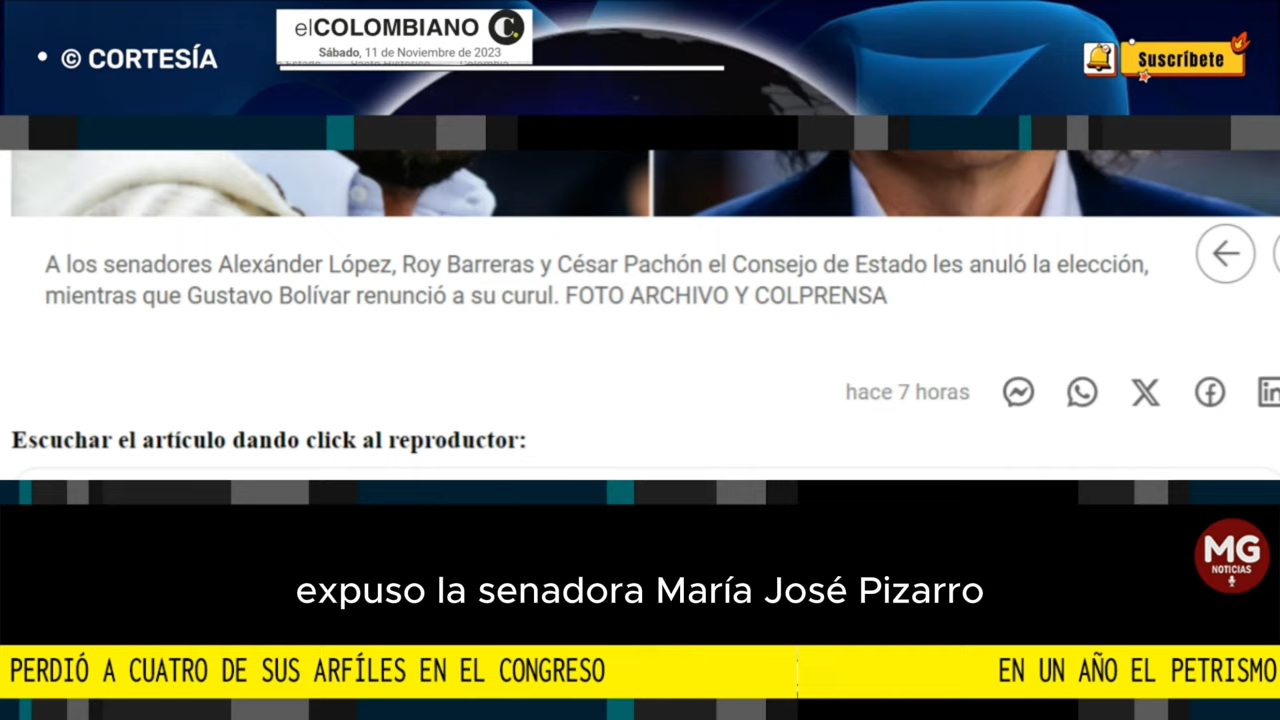 • © CORTESÍA
elCOLOMBIANO C.
Sábado, 11 de Noviembre de 2023
Suscríbete
A los senadores Alexánder López, Roy Barreras y César Pachón el Consejo de Estado les anuló la elección,
mientras que Gustavo Bolívar renunció a su curul. FOTO ARCHIVO Y COLPRENSA
hace 7 horas
Escuchar el artículo dando click al reproductor:
MG
NOTICIAS
expuso la senadora María José Pizarro
PERDIÓ A CUATRO DE SUS ARFÍLES EN EL CONGRESO EN UN AÑO EL PETRISMO